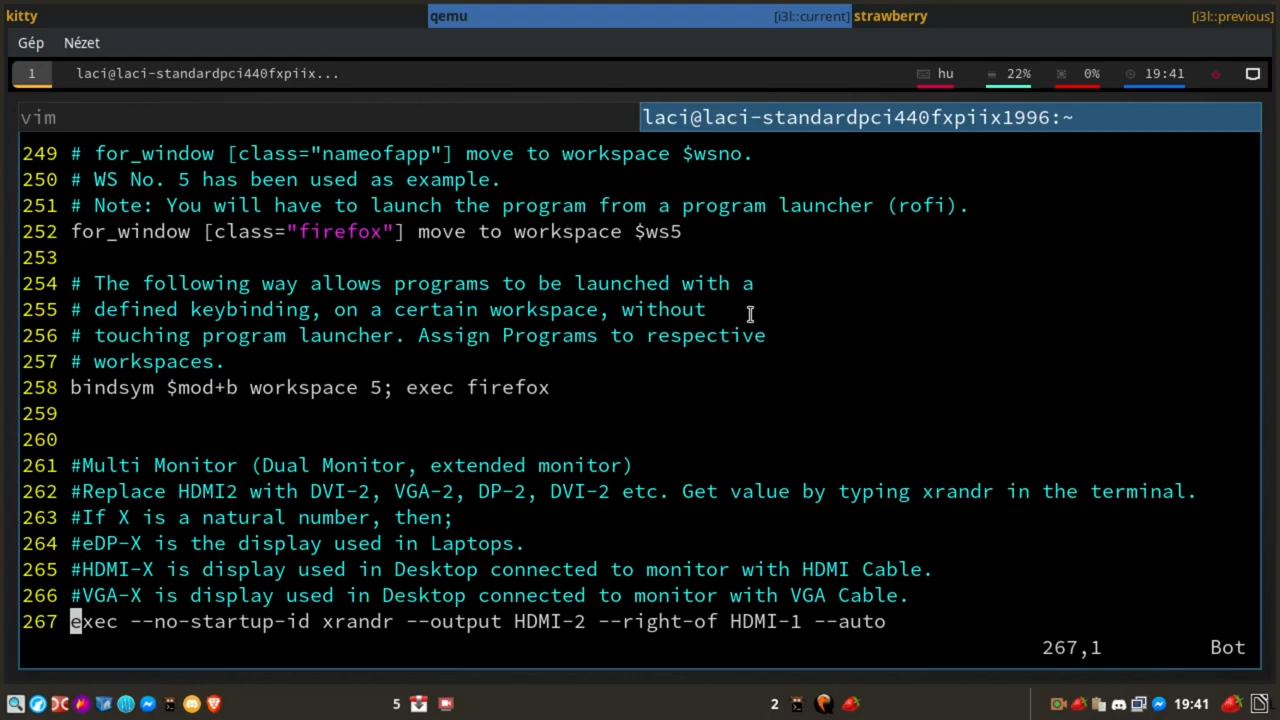 kitty
qemu [i3l::current]
strawberry [i3l::previous]
Gép Nézet
1 laci@laci-standardpci440fxpiix... hu 22% 0% 19:41
vim laci@laci-standardpci440fxpiix1996:~
249 # for_window [class="nameofapp"] move to workspace $wsno.
250 # WS No. 5 has been used as example.
251 # Note: You will have to launch the program from a program launcher (rofi).
252 for_window [class="firefox"] move to workspace $ws5
253
254 # The following way allows programs to be launched with a
255 # defined keybinding, on a certain workspace, without
256 # touching program launcher. Assign Programs to respective
257 # workspaces.
258 bindsym $mod+b workspace 5; exec firefox
259
260
261 #Multi Monitor (Dual Monitor, extended monitor)
262 #Replace HDMI2 with DVI-2, VGA-2, DP-2, DVI-2 etc. Get value by typing xrandr in the terminal.
263 #If X is a natural number, then;
264 #eDP-X is the display used in Laptops.
265 #HDMI-X is display used in Desktop connected to monitor with HDMI Cable.
266 #VGA-X is display used in Desktop connected to monitor with VGA Cable.
267 exec --no-startup-id xrandr --output HDMI-2 --right-of HDMI-1 --auto
267,1 Bot
5 2 19:41